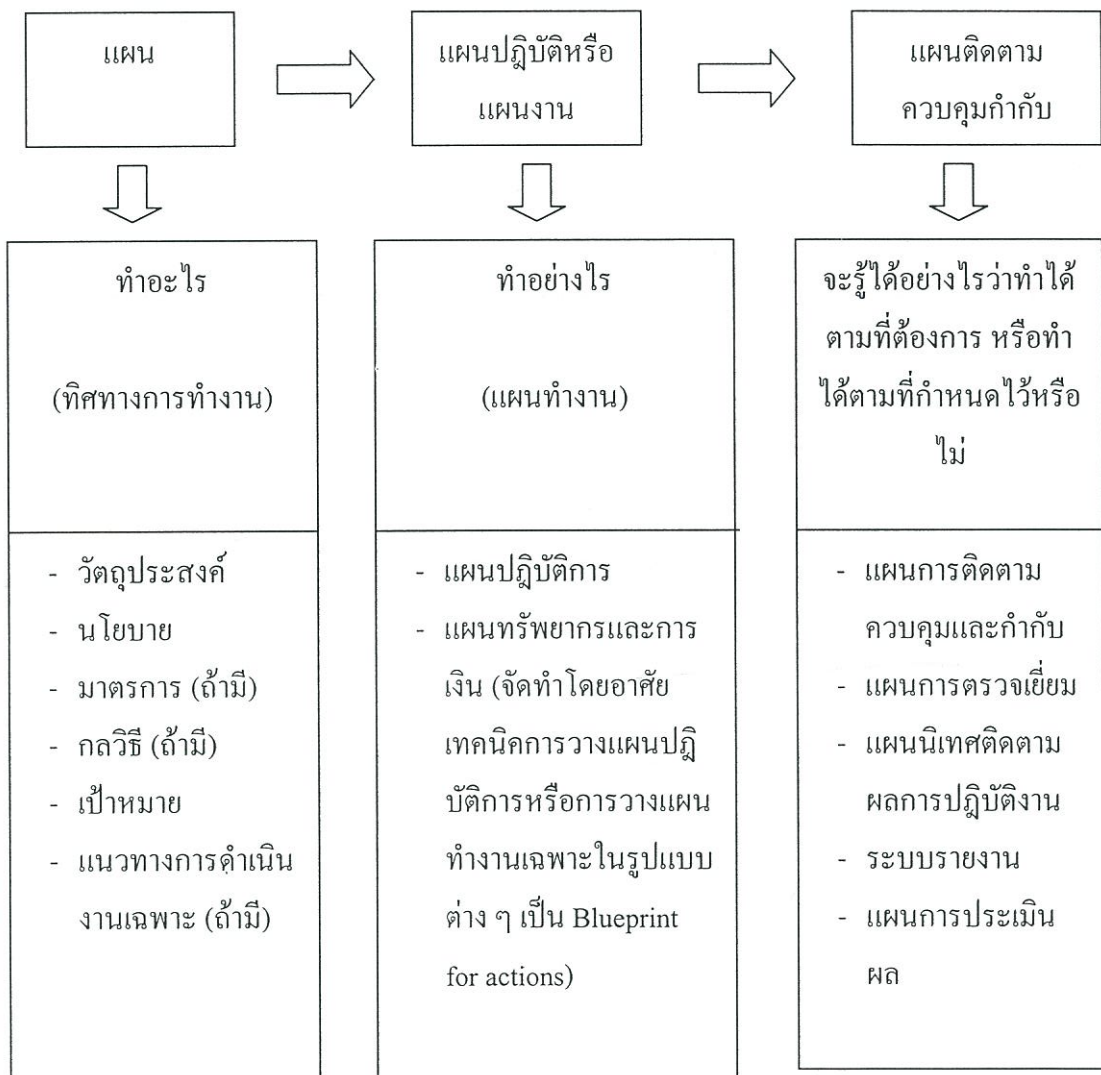 แผน
แผนปฎิบัติหรือ
แผนงาน
แผนติดตาม
ควบคุมกำกับ
ทำอะไร
(ทิศทางการทำงาน)
ทำอย่างไร
(แผนทำงาน)
จะรู้ได้อย่างไรว่าทำได้
ตามที่ต้องการ หรือทำ
ได้ตามที่กำหนดไว้หรือ
ไม่
- วัตถุประสงค์
- นโยบาย
- มาตรการ (ถ้ามี)
- กลวิธี (ถ้ามี)
- เป้าหมาย
- แนวทางการดำเนิน
งานเฉพาะ (ถ้ามี)
- แผนปฎิบัติการ
- แผนทรัพยากรและการ
เงิน (จัดทำโดยอาศัย
เทคนิคการวางแผนปฎิ
บัติการหรือการวางแผน
ทำงานเฉพาะในรูปแบบ
ต่าง ๆ เป็น Blueprint
for actions)
- แผนการติดตาม
ควบคุมและกำกับ
- แผนการตรวจเยี่ยม
- แผนนิเทศติดตาม
ผลการปฎิบัติงาน
- ระบบรายงาน
- แผนการประเมิน
ผล